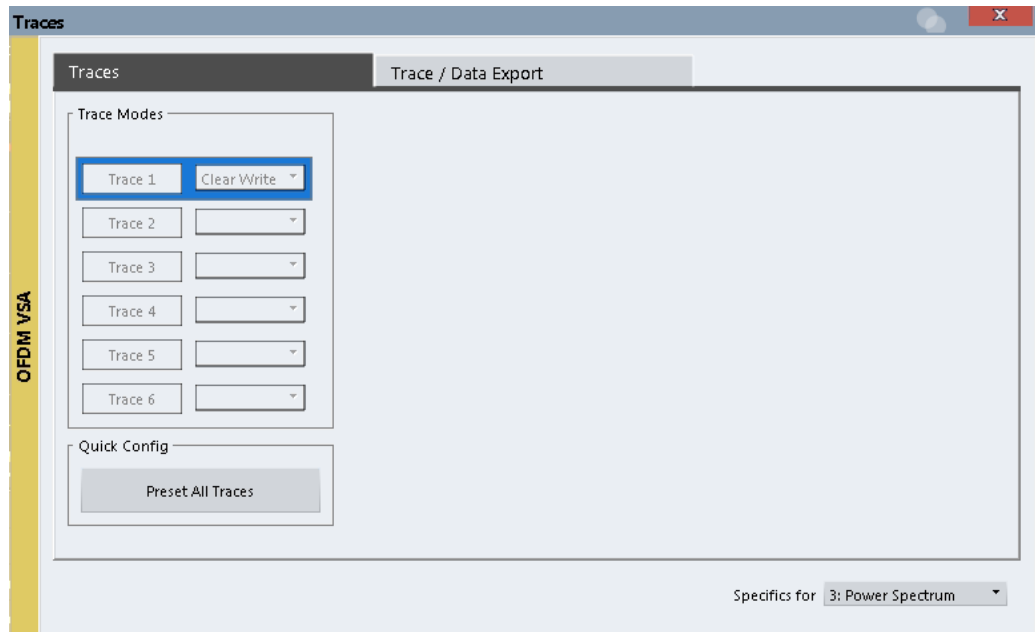 Traces
x
OFDM VSA
Traces
Trace / Data Export
Trace Modes
Trace 1 Clear Write
Trace 2
Trace 3
Trace 4
Trace 5
Trace 6
Quick Config
Preset All Traces
Specifics for 3: Power Spectrum